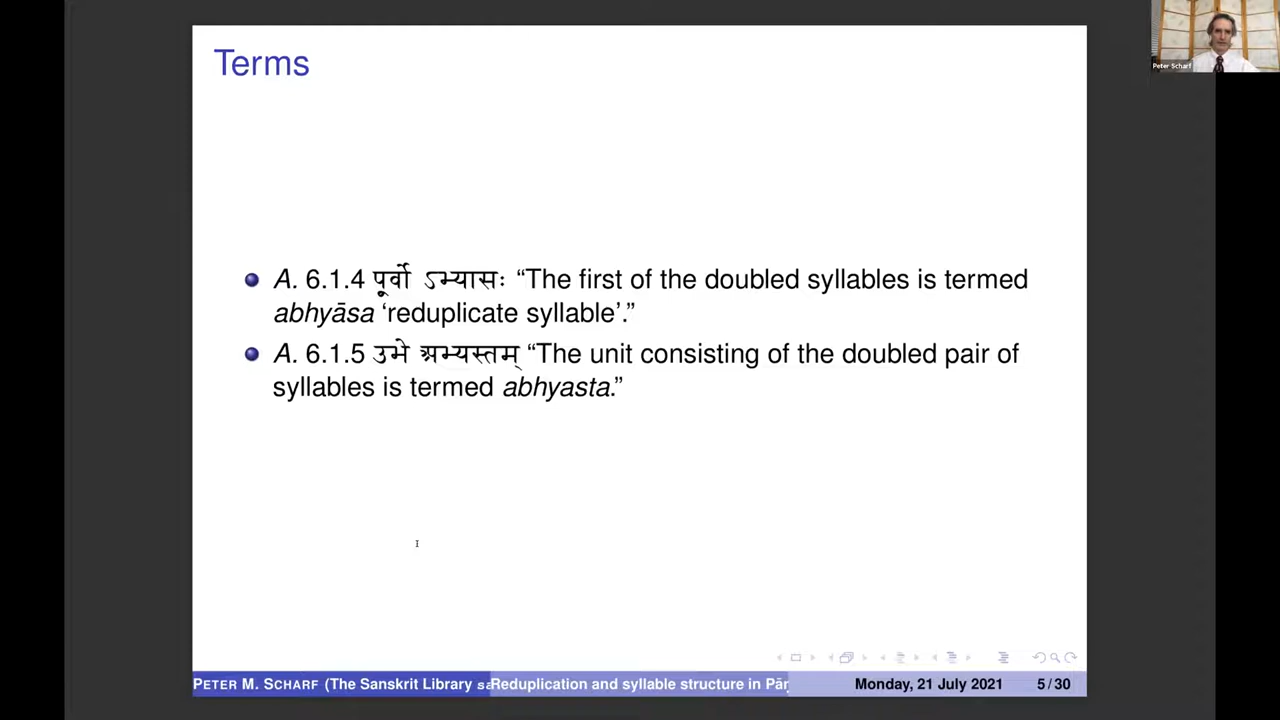 Peter Scharf
Terms
A. 6.1.4 पूर्वो ऽभ्यासः “The first of the doubled syllables is termed
abhyāsa ‘reduplicate syllable’.”
A. 6.1.5 उभे अभ्यस्तम् “The unit consisting of the doubled pair of
syllables is termed abhyasta.”
PETER M. SCHARF (The Sanskrit Library Reduplication and syllable structure in Monday, 21 July 2021 5 / 30